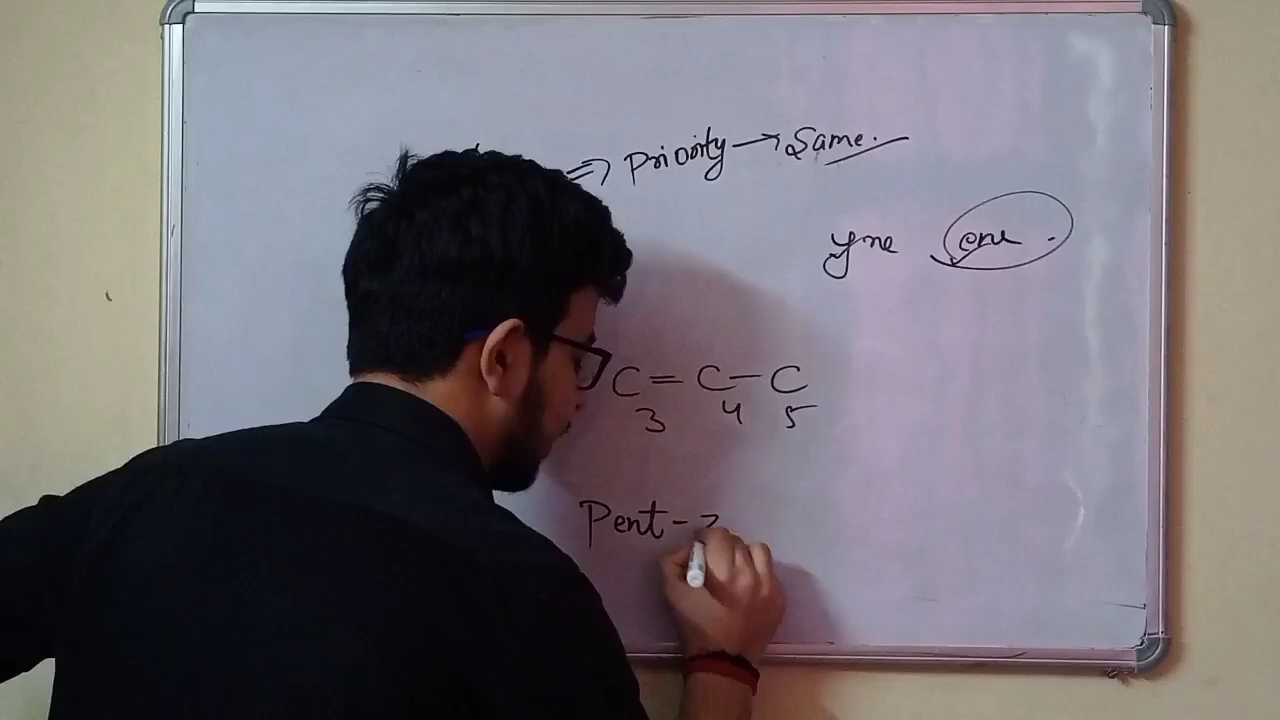 => Priority → Same.
yne ene.
C = C – C
3 4 5
Pent-